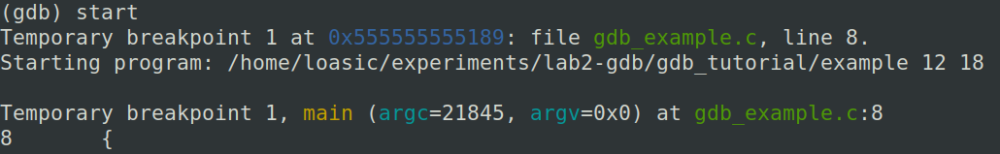 (gdb) start
Temporary breakpoint 1 at 0x555555555189: file gdb_example.c, line 8.
Starting program: /home/loasic/experiments/lab2-gdb/gdb_tutorial/example 12 18
Temporary breakpoint 1, main (argc=21845, argv=0x0) at gdb_example.c:8
8       {